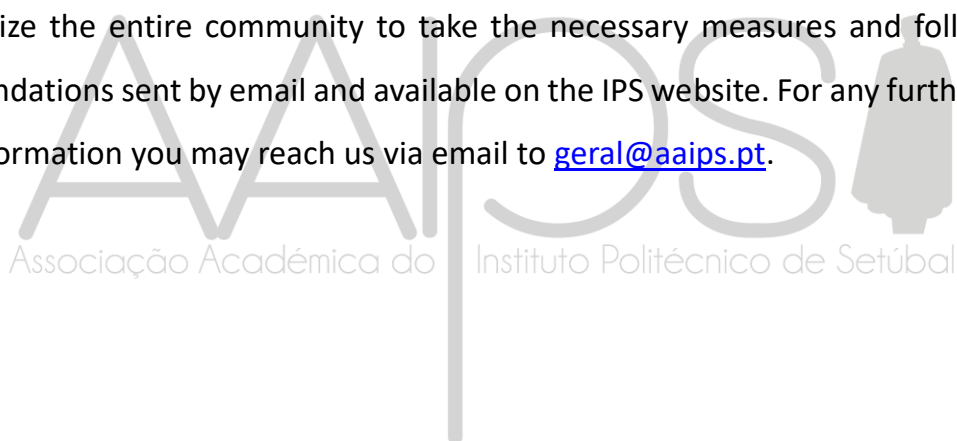 ize the entire community to take the necessary measures and foll
ndations sent by email and available on the IPS website. For any furth
ormation you may reach us via email to geral@aaips.pt.
AAIPS
Associação Académica do Instituto Politécnico de Setúbal